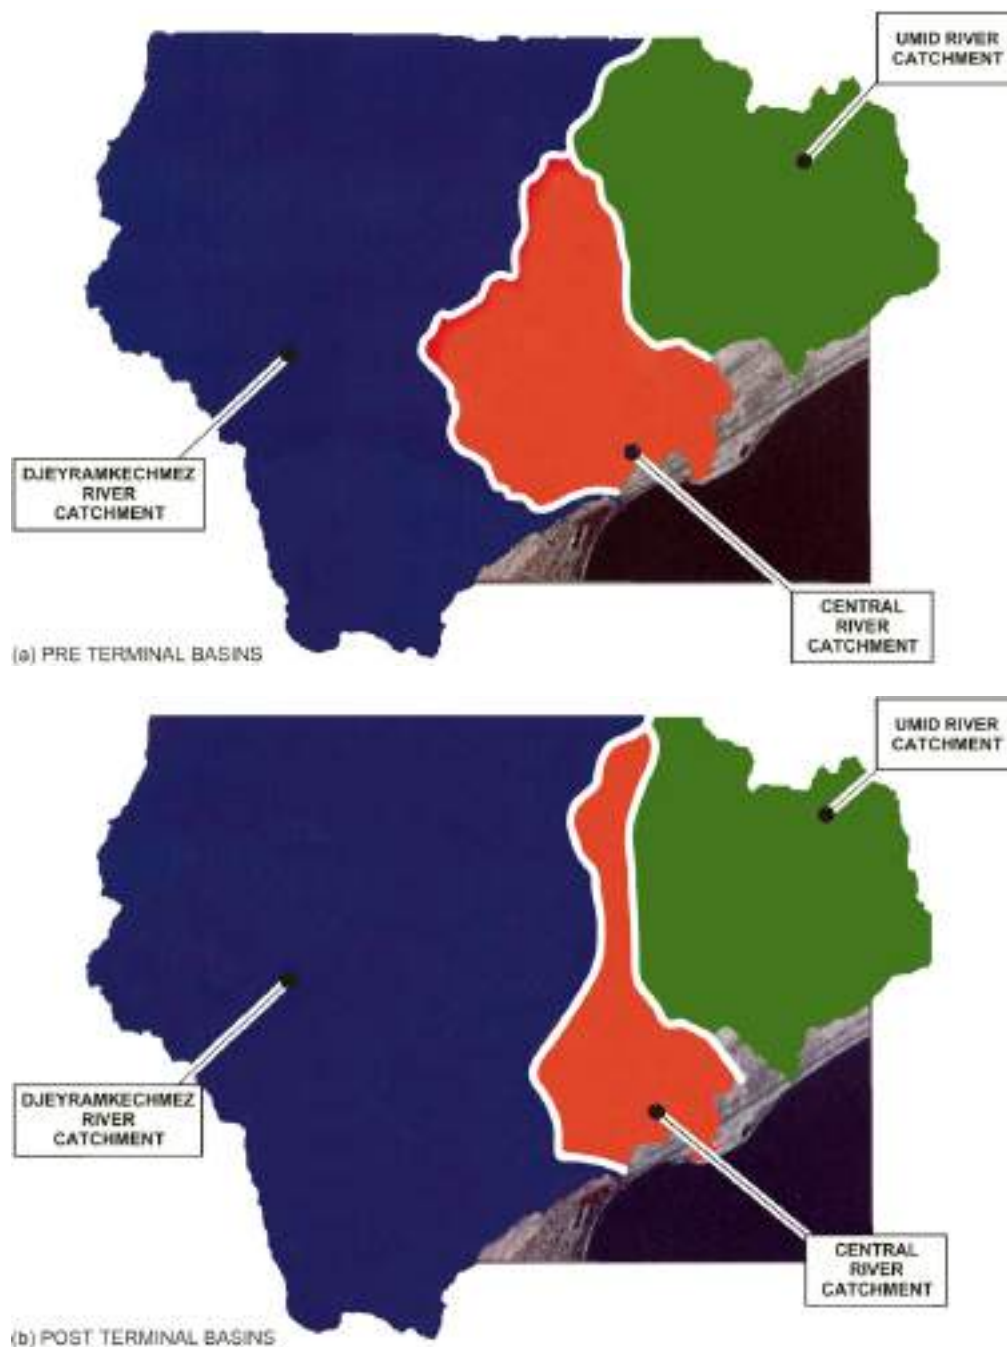 UMID RIVER
CATCHMENT
DJEYRAMKECHMEZ
RIVER
CATCHMENT
CENTRAL
RIVER
CATCHMENT
(a) PRE TERMINAL BASINS
UMID RIVER
CATCHMENT
DJEYRAMKECHMEZ
RIVER
CATCHMENT
CENTRAL
RIVER
CATCHMENT
(b) POST TERMINAL BASINS